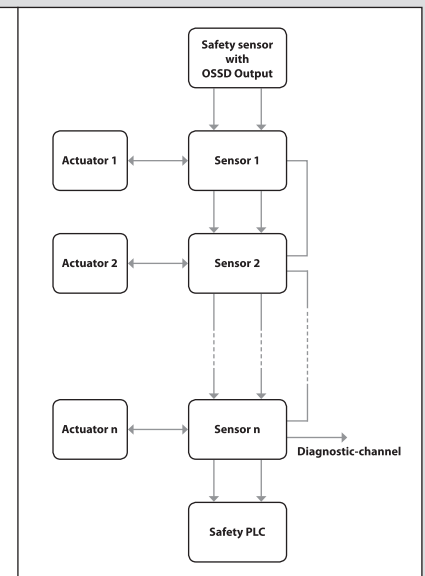 Safety sensor
with
OSSD Output
Actuator 1
Sensor 1
Actuator 2
Sensor 2
Actuator n
Sensor n
Diagnostic-channel
Safety PLC